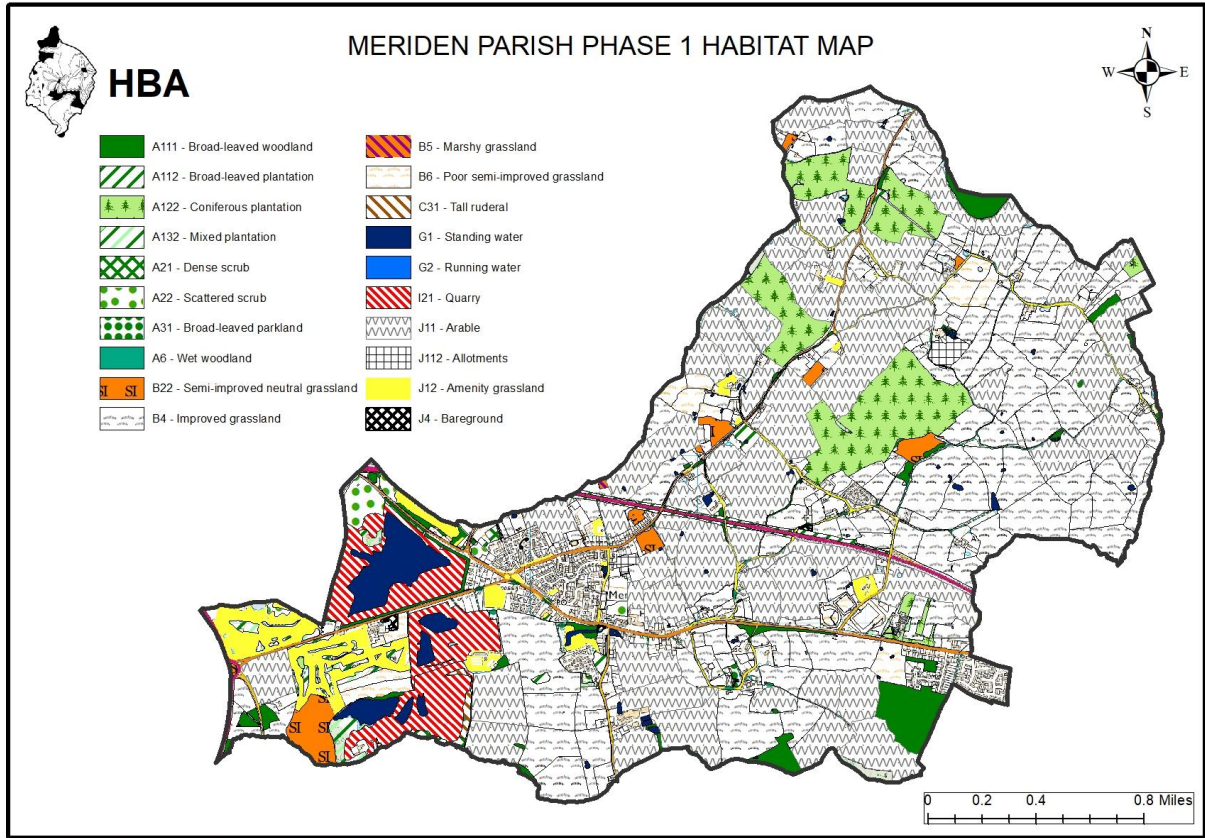 MERIDEN PARISH PHASE 1 HABITAT MAP
HBA
N
W E
S
A111 - Broad-leaved woodland
A112 - Broad-leaved plantation
A122 - Coniferous plantation
A132 - Mixed plantation
A21 - Dense scrub
A22 - Scattered scrub
A31 - Broad-leaved parkland
A6 - Wet woodland
SI SI B22 - Semi-improved neutral grassland
B4 - Improved grassland
B5 - Marshy grassland
B6 - Poor semi-improved grassland
C31 - Tall ruderal
G1 - Standing water
G2 - Running water
I21 - Quarry
J11 - Arable
J112 - Allotments
J12 - Amenity grassland
J4 - Bareground
SI
SI
Mer
SI
SI SI
SI
0 0.2 0.4 0.8 Miles